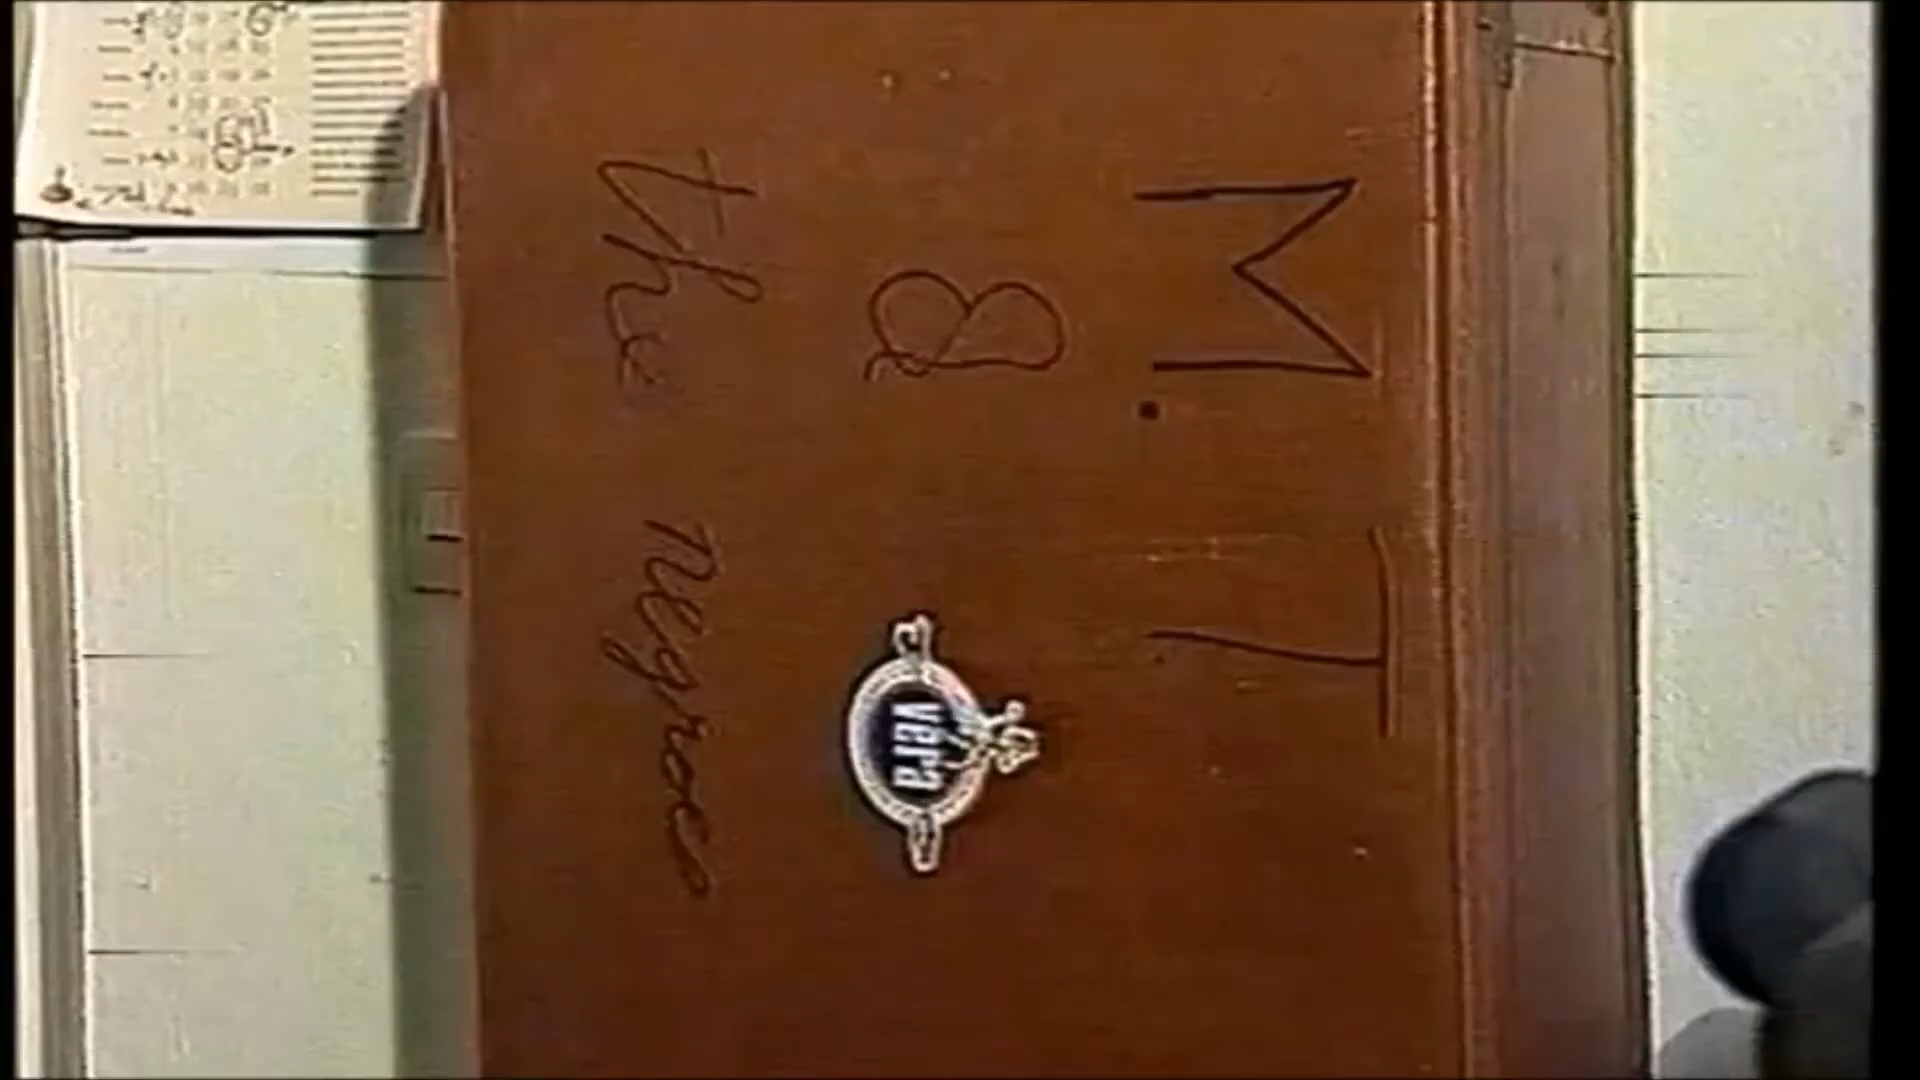 M. T
&
the negroes
vera